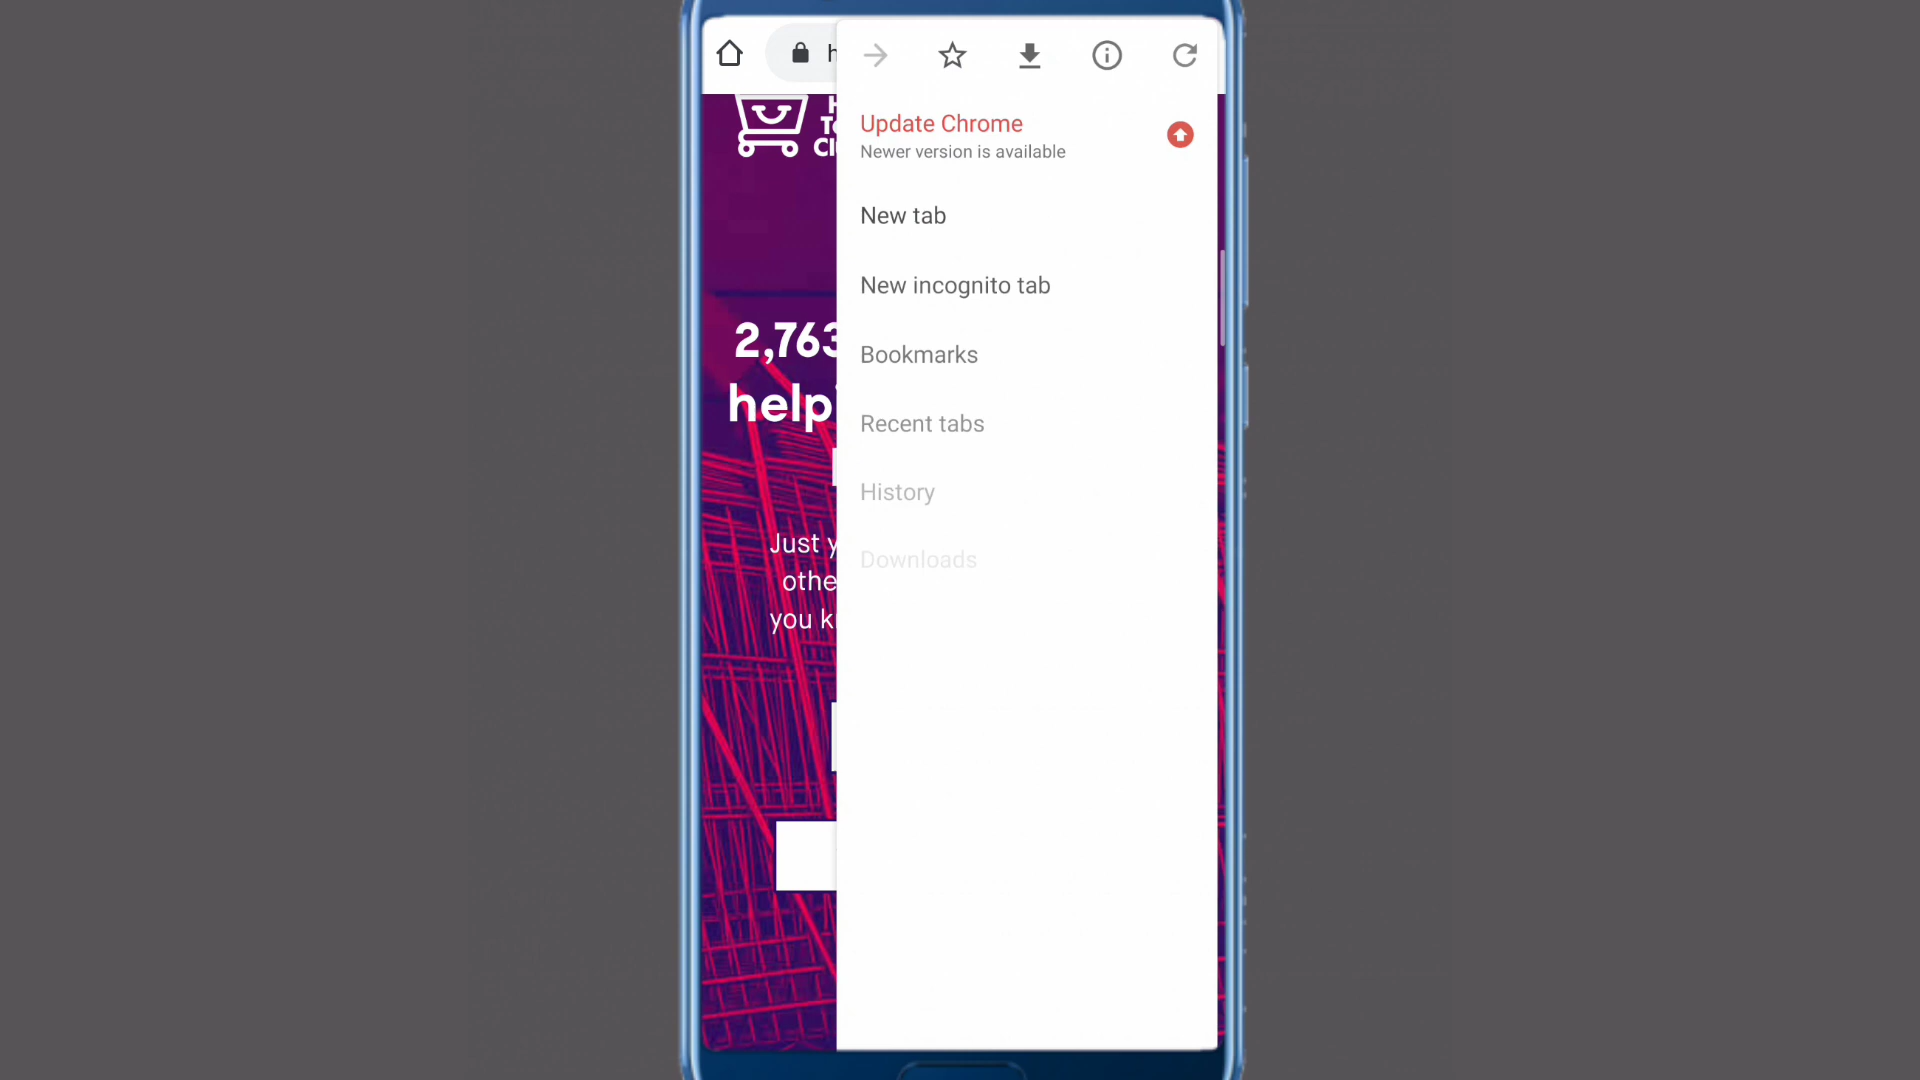 Update Chrome
Newer version is available
New tab
New incognito tab
Bookmarks
Recent tabs
History
Downloads
2,763
help
Just y
othe
you k